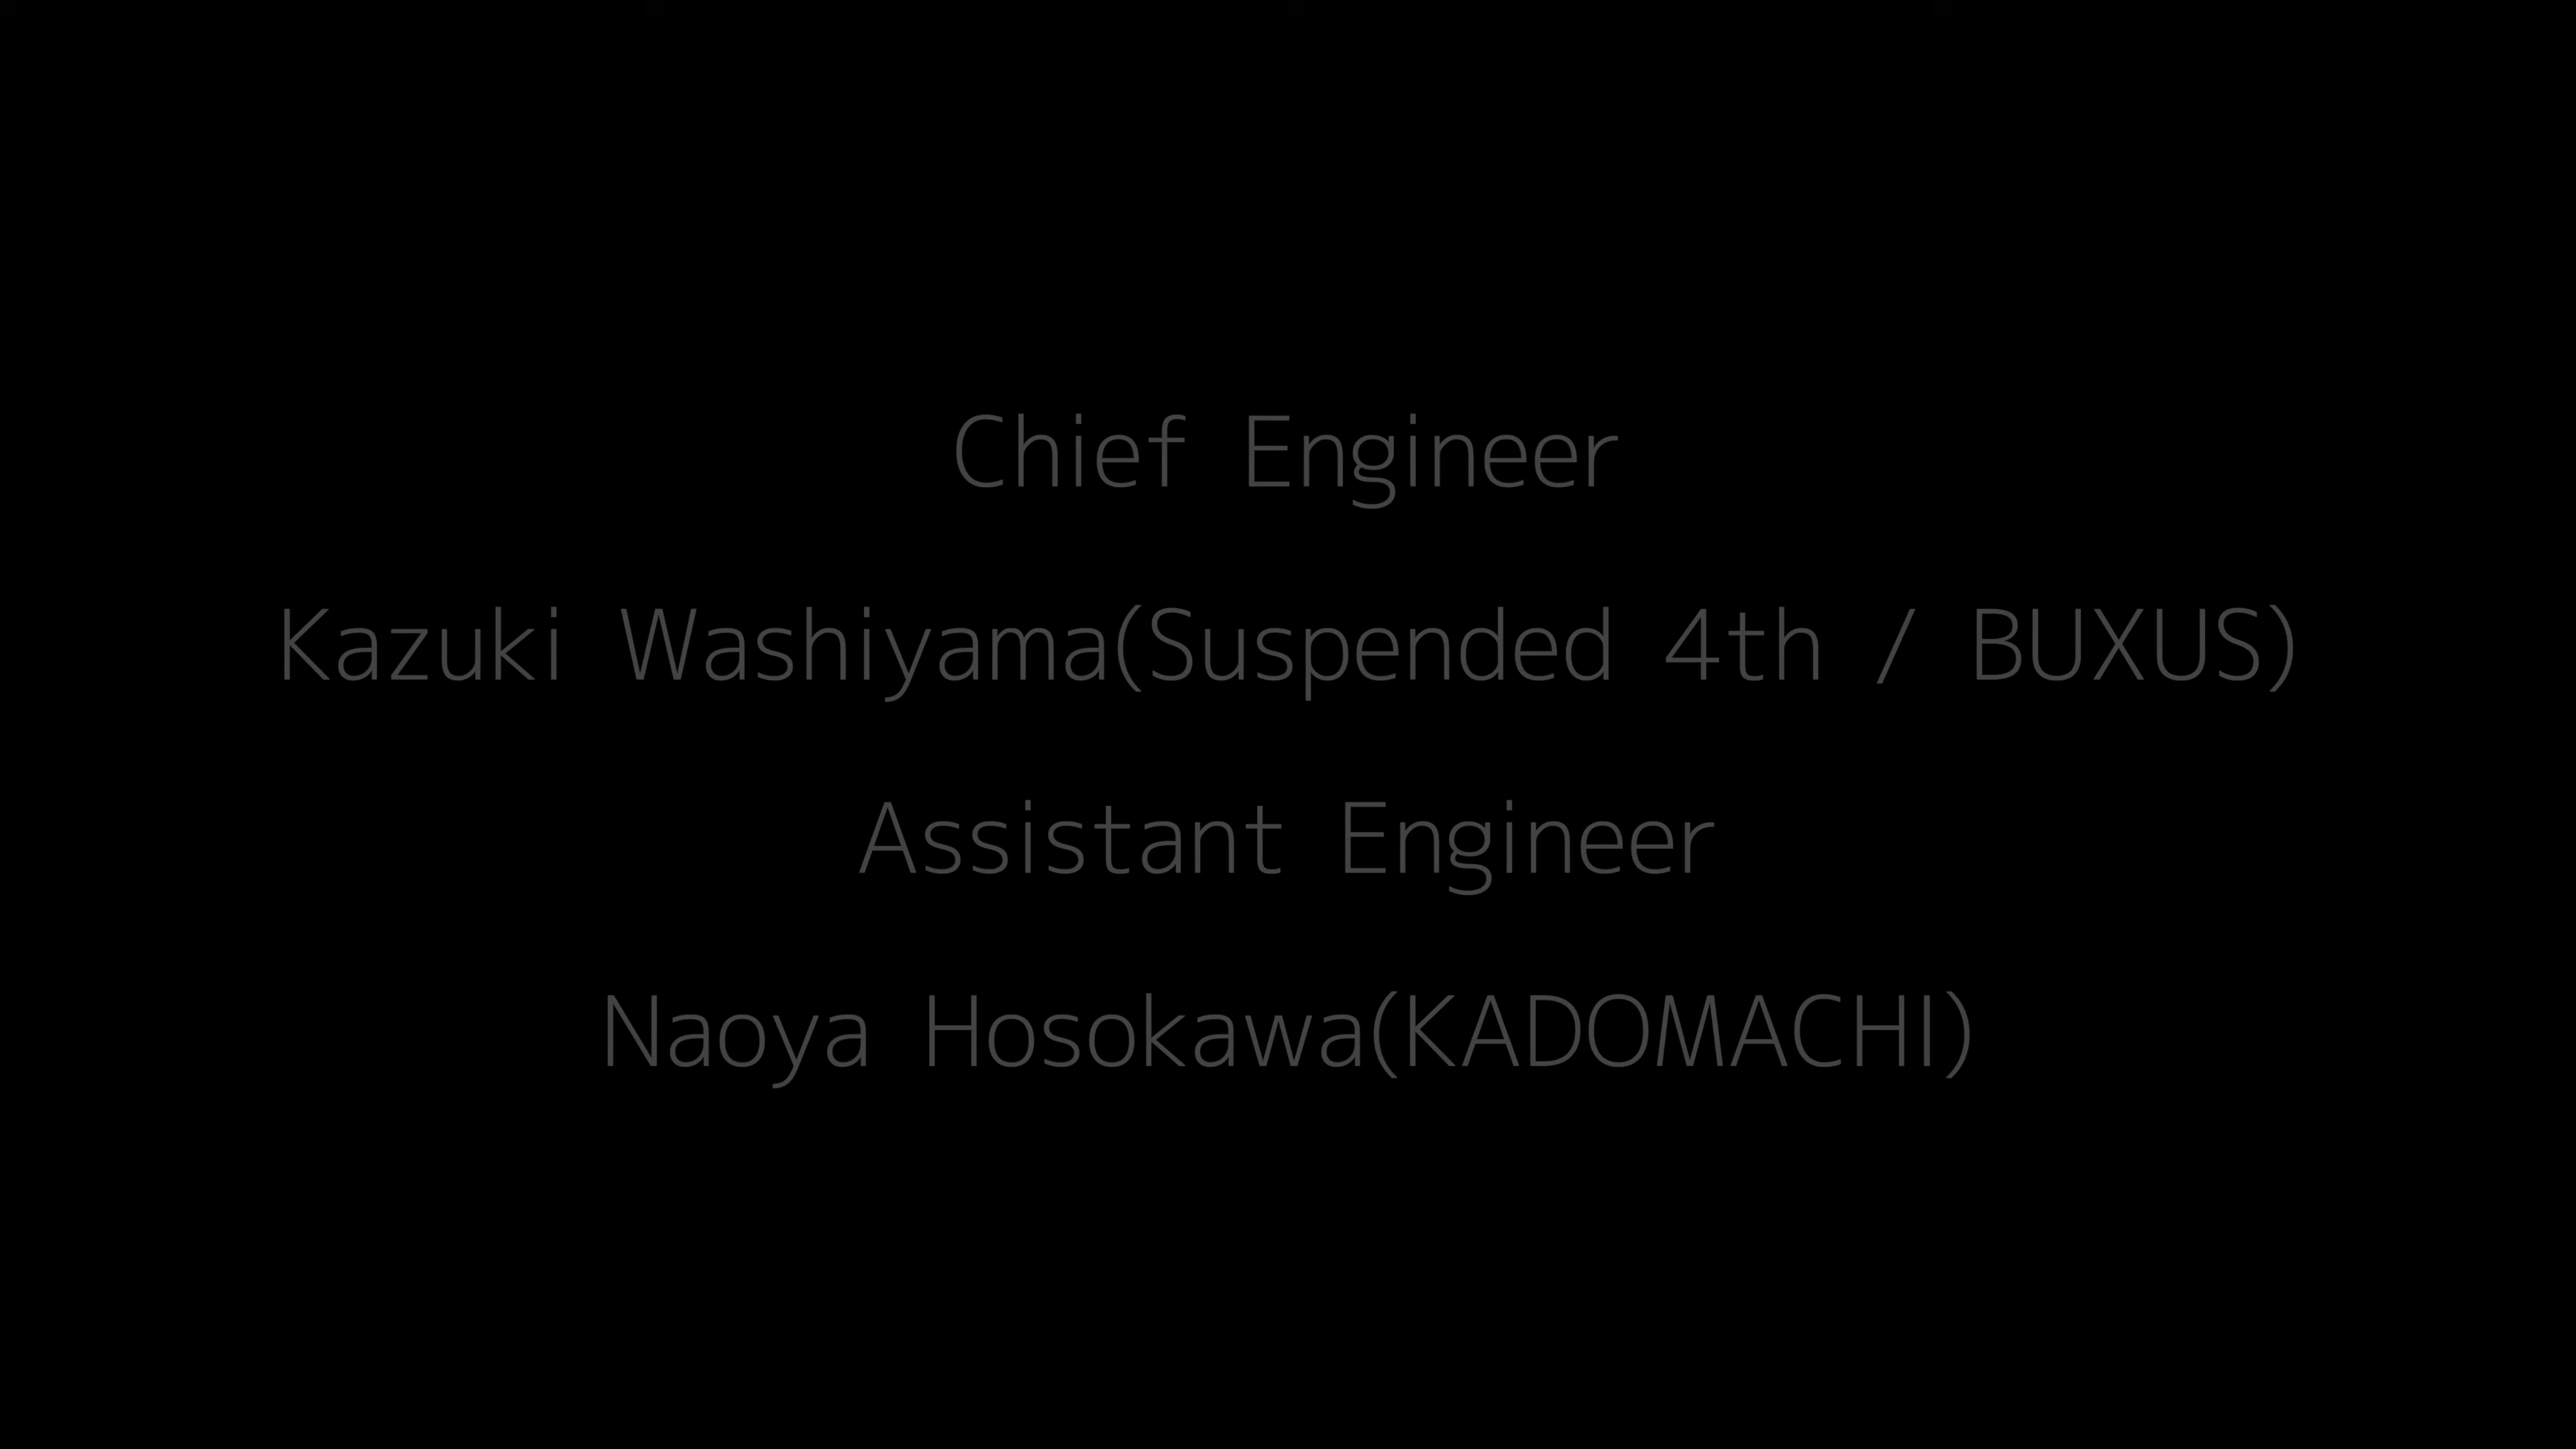 Chief Engineer
Kazuki Washiyama(Suspended 4th / BUXUS)
Assistant Engineer
Naoya Hosokawa(KADOMACHI)